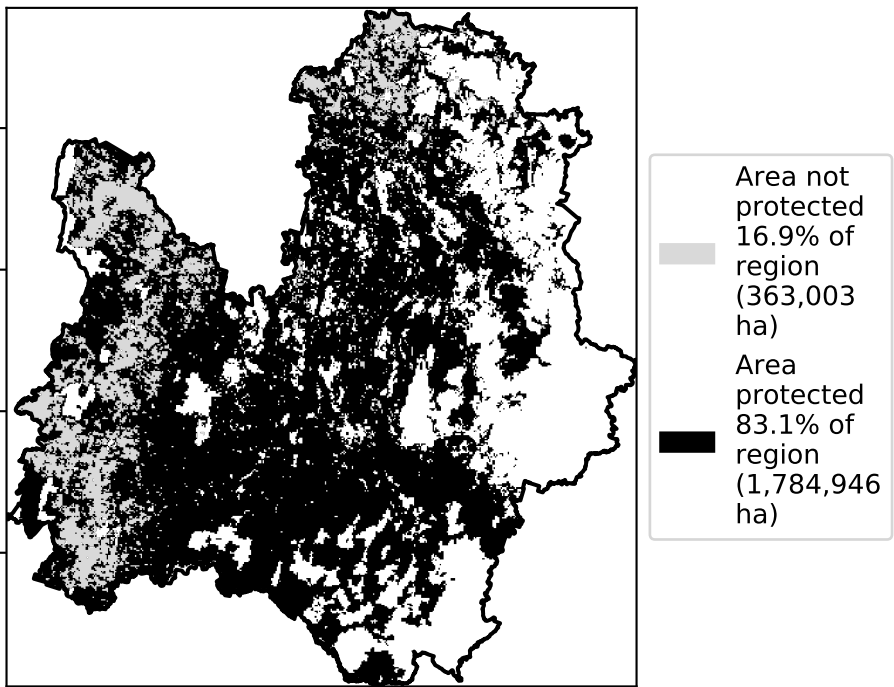 Area not
protected
16.9% of
region
(363,003
ha)
Area
protected
83.1% of
region
(1,784,946
ha)